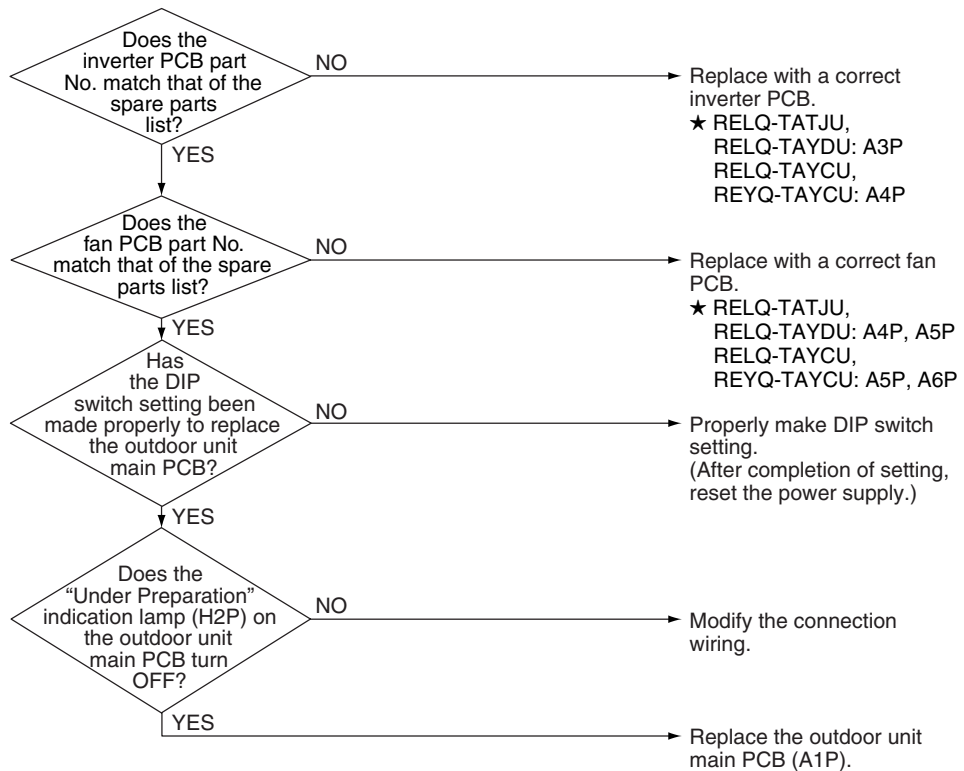 Does the
inverter PCB part
No. match that of the
spare parts
list?
NO
Replace with a correct
inverter PCB.
★ RELQ-TATJU,
RELQ-TAYDU: A3P
RELQ-TAYCU,
REYQ-TAYCU: A4P
YES
Does the
fan PCB part No.
match that of the spare
parts list?
NO
Replace with a correct fan
PCB.
★ RELQ-TATJU,
RELQ-TAYDU: A4P, A5P
RELQ-TAYCU,
REYQ-TAYCU: A5P, A6P
YES
Has
the DIP
switch setting been
made properly to replace
the outdoor unit
main PCB?
NO
Properly make DIP switch
setting.
(After completion of setting,
reset the power supply.)
YES
Does the
“Under Preparation”
indication lamp (H2P) on
the outdoor unit
main PCB turn
OFF?
NO
Modify the connection
wiring.
YES
Replace the outdoor unit
main PCB (A1P).